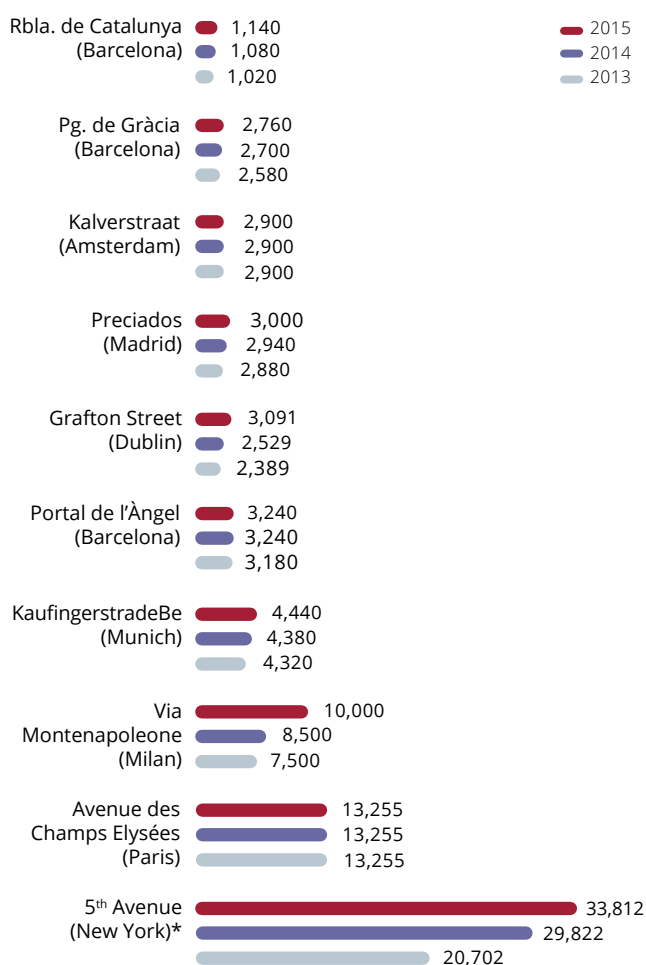 Rbla. de Catalunya 1,140
(Barcelona) 1,080
1,020
2015
2014
2013
Pg. de Gràcia 2,760
(Barcelona) 2,700
2,580
Kalverstraat 2,900
(Amsterdam) 2,900
2,900
Preciados 3,000
(Madrid) 2,940
2,880
Grafton Street 3,091
(Dublin) 2,529
2,389
Portal de l'Àngel 3,240
(Barcelona) 3,240
3,180
KaufingerstradeBe 4,440
(Munich) 4,380
4,320
Via 10,000
Montenapoleone 8,500
(Milan) 7,500
Avenue des 13,255
Champs Elysées 13,255
(Paris) 13,255
5th Avenue 33,812
(New York)* 29,822
20,702